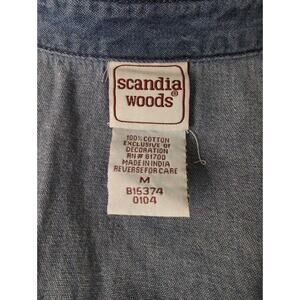 scandia®
woods
100% COTTON
EXCLUSIVE OF
DECORATION
RN# 81700
MADE IN INDIA
REVERSE FOR CARE
M
B15374
0104